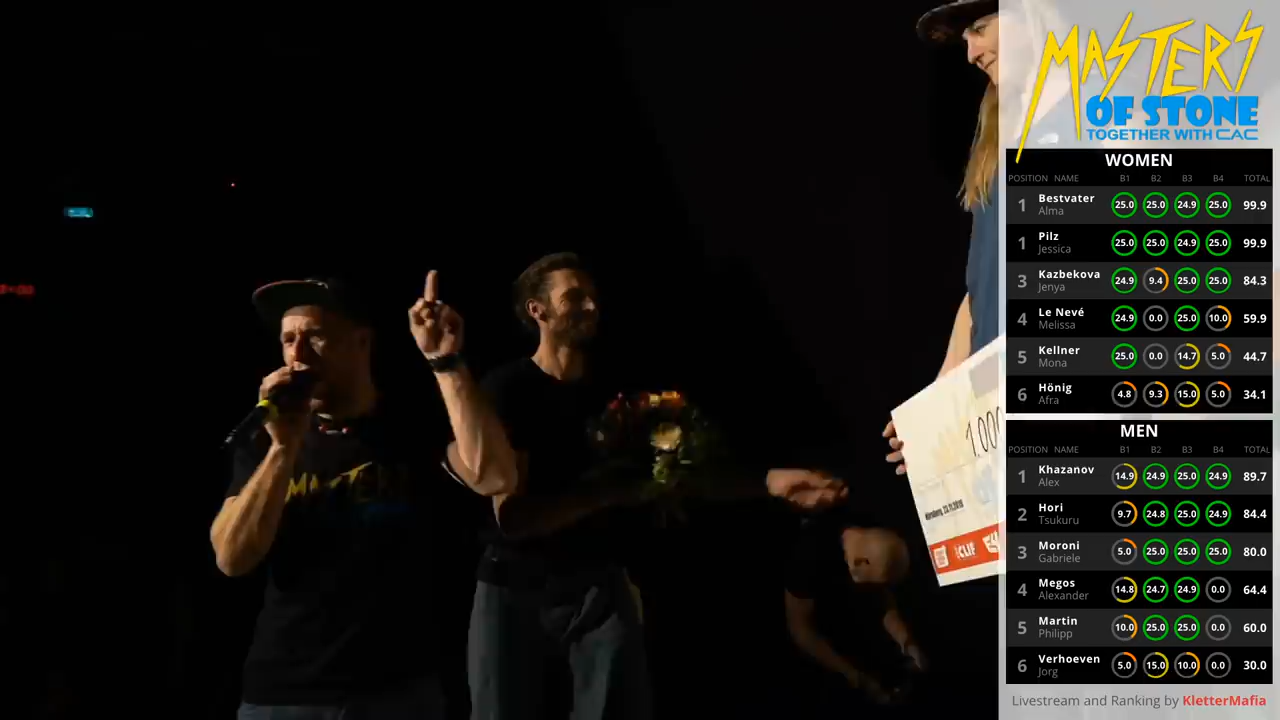 MASTERS
OF STONE
TOGETHER WITH CAC
WOMEN
POSITION NAME B1 B2 B3 B4 TOTAL
1 Bestvater Alma 25.0 25.0 24.9 25.0 99.9
1 Pilz Jessica 25.0 25.0 24.9 25.0 99.9
3 Kazbekova Jenya 24.9 9.4 25.0 25.0 84.3
4 Le Nevé Melissa 24.9 0.0 25.0 10.0 59.9
5 Kellner Mona 25.0 0.0 14.7 5.0 44.7
6 Hönig Afra 4.8 9.3 15.0 5.0 34.1
MEN
POSITION NAME B1 B2 B3 B4 TOTAL
1 Khazanov Alex 14.9 24.9 25.0 24.9 89.7
2 Hori Tsukuru 9.7 24.8 25.0 24.9 84.4
3 Moroni Gabriele 5.0 25.0 25.0 25.0 80.0
4 Megos Alexander 14.8 24.7 24.9 0.0 64.4
5 Martin Philipp 10.0 25.0 25.0 0.0 60.0
6 Verhoeven Jorg 5.0 15.0 10.0 0.0 30.0
Livestream and Ranking by KletterMafia
MASTERS
1.000